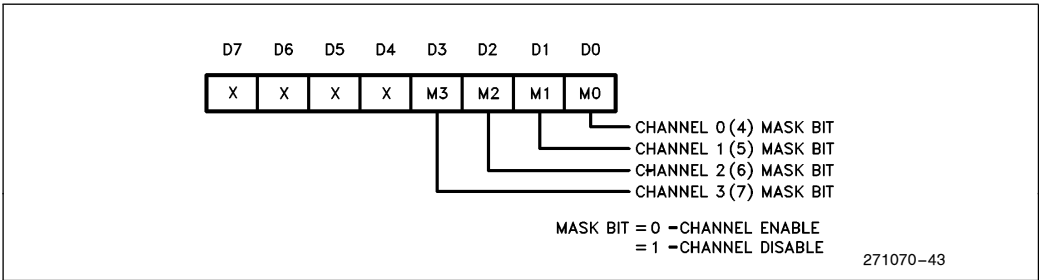 D7 D6 D5 D4 D3 D2 D1 D0
X X X X M3 M2 M1 M0
CHANNEL 0(4) MASK BIT
CHANNEL 1(5) MASK BIT
CHANNEL 2(6) MASK BIT
CHANNEL 3(7) MASK BIT
MASK BIT = 0 – CHANNEL ENABLE
= 1 – CHANNEL DISABLE
271070–43